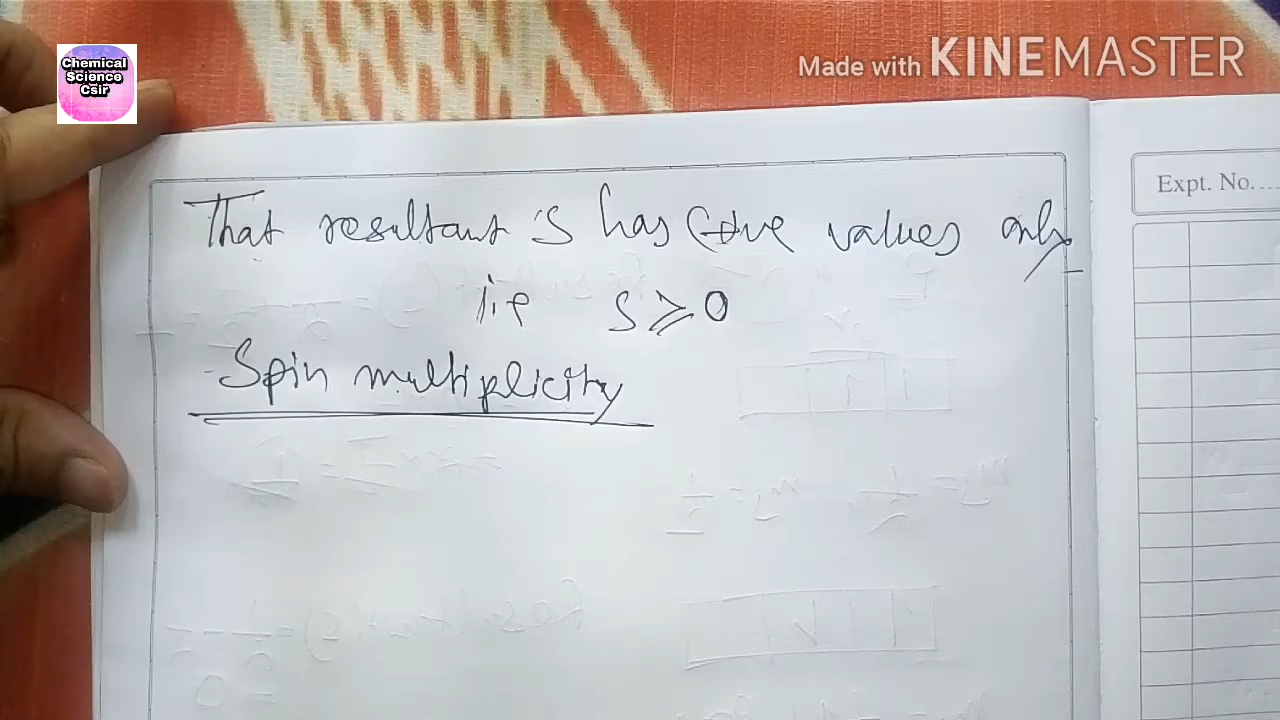 Chemical
Science
Csir
Made with KINEMASTER
That resultant 'S has (+)ve values only
i.e S ⩾ 0
Spin multiplicity
Expt. No....